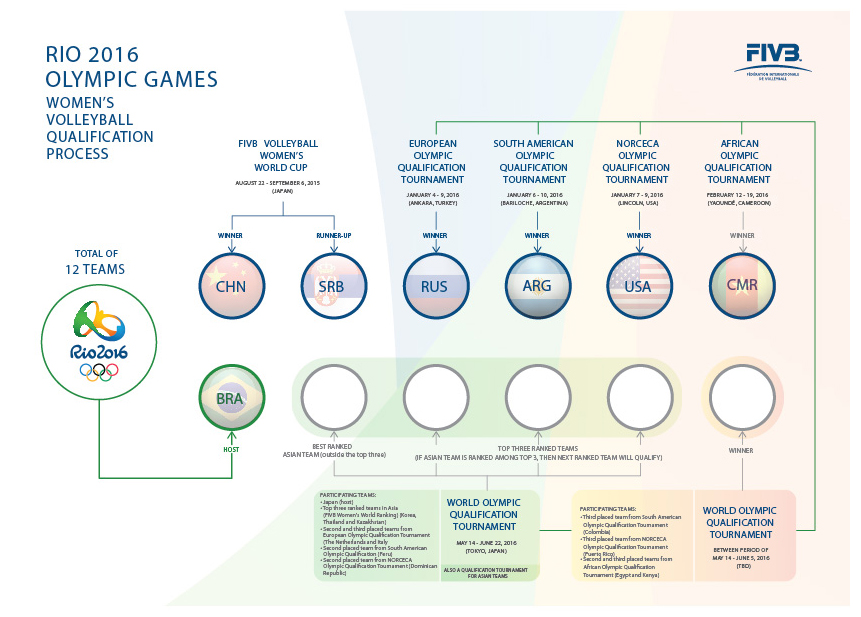 RIO 2016
OLYMPIC GAMES
WOMEN'S
VOLLEYBALL
QUALIFICATION
PROCESS
FIVB
FÉDÉRATION INTERNATIONALE
DE VOLLEYBALL
FIVB VOLLEYBALL
WOMEN'S
WORLD CUP
AUGUST 22 - SEPTEMBER 6, 2015
(JAPAN)
EUROPEAN
OLYMPIC
QUALIFICATION
TOURNAMENT
JANUARY 4 - 9, 2016
(ANKARA, TURKEY)
SOUTH AMERICAN
OLYMPIC
QUALIFICATION
TOURNAMENT
JANUARY 6 - 10, 2016
(BARILOCHE, ARGENTINA)
NORCECA
OLYMPIC
QUALIFICATION
TOURNAMENT
JANUARY 7 - 9, 2016
(LINCOLN, USA)
AFRICAN
OLYMPIC
QUALIFICATION
TOURNAMENT
FEBRUARY 12 - 19, 2016
(YAOUNDÉ, CAMEROON)
WINNER
RUNNER-UP
WINNER
WINNER
WINNER
WINNER
TOTAL OF
12 TEAMS
CHN
SRB
RUS
ARG
USA
CMR
Rio2016
BRA
HOST
BEST RANKED
ASIAN TEAM (outside the top three)
TOP THREE RANKED TEAMS
(IF ASIAN TEAM IS RANKED AMONG TOP 3, THEN NEXT RANKED TEAM WILL QUALIFY)
WINNER
PARTICIPATING TEAMS:
• Japan (host)
• Top three ranked teams in Asia
(FIVB Women's World Ranking) (Korea,
Thailand and Kazakhstan)
• Second and third placed teams from
European Olympic Qualification Tournament
(The Netherlands and Italy
• Second placed team from South American
Olympic Qualification (Peru)
• Second placed team from NORCECA
Olympic Qualification Tournament (Dominican
Republic)
WORLD OLYMPIC
QUALIFICATION
TOURNAMENT
MAY 14 - JUNE 22, 2016
(TOKYO, JAPAN)
ALSO A QUALIFICATION TOURNAMENT
FOR ASIAN TEAMS
PARTICIPATING TEAMS:
• Third placed team from South American
Olympic Qualification Tournament
(Colombia)
• Third placed team from NORCECA
Olympic Qualification Tournament
(Puerto Rico)
• Second and third placed teams from
African Olympic Qualification
Tournament (Egypt and Kenya)
WORLD OLYMPIC
QUALIFICATION
TOURNAMENT
BETWEEN PERIOD OF
MAY 14 - JUNE 5, 2016
(TBD)